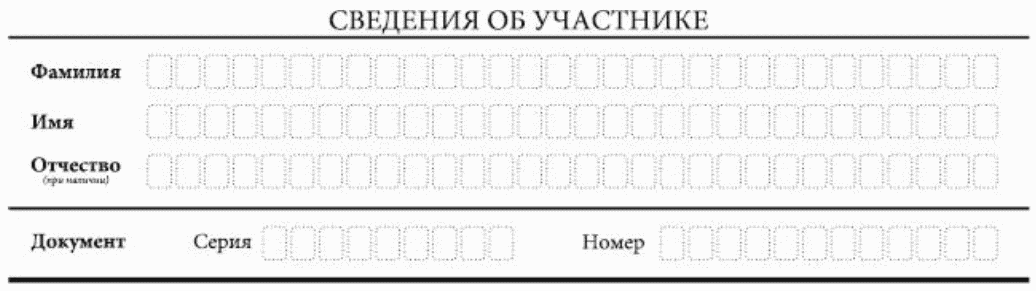 СВЕДЕНИЯ ОБ УЧАСТНИКЕ
Фамилия
Имя
Отчество
(при наличии)
Документ Серия Номер